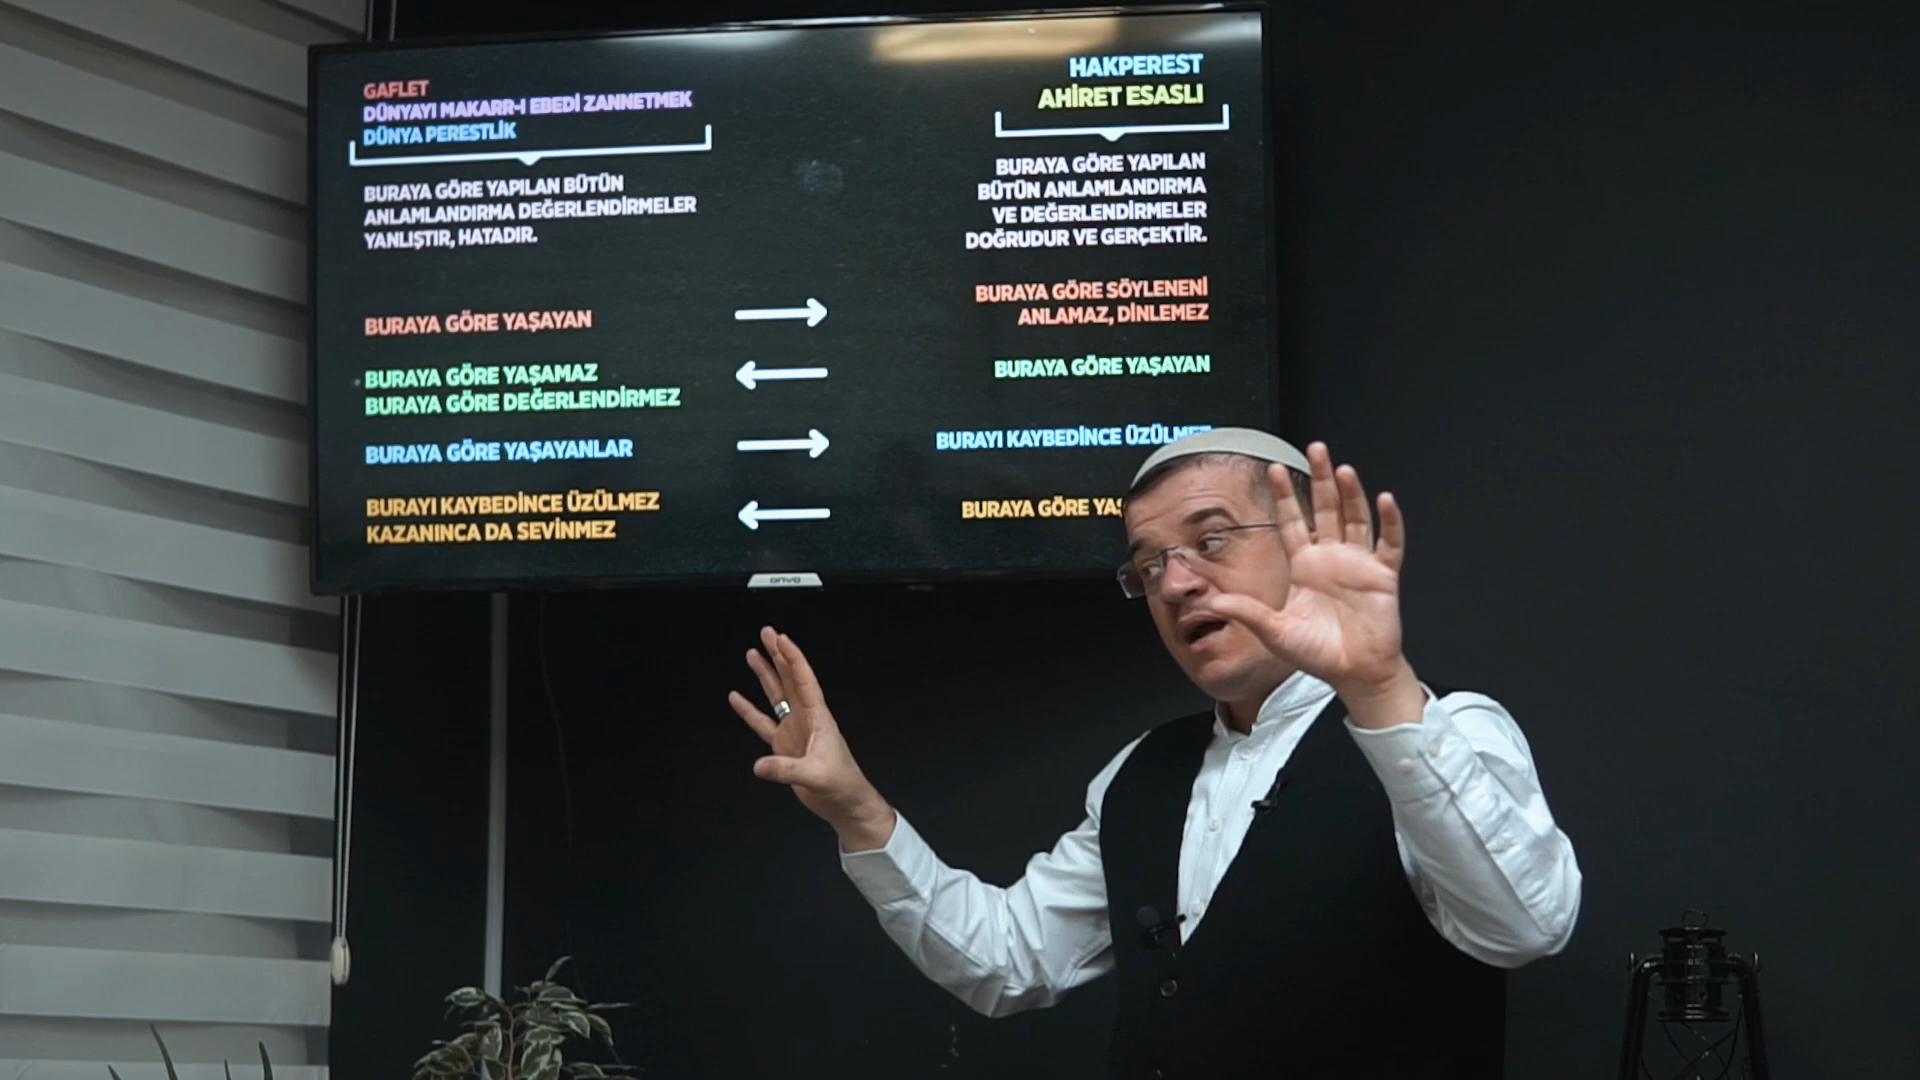 GAFLET
DÜNYAYI MAKARR-I EBEDİ ZANNETMEK
DÜNYA PERESTLİK
BURAYA GÖRE YAPILAN BÜTÜN
ANLAMLANDIRMA DEĞERLENDİRMELER
YANLIŞTIR, HATADIR.
HAKPEREST
AHİRET ESASLI
BURAYA GÖRE YAPILAN
BÜTÜN ANLAMLANDIRMA
VE DEĞERLENDİRMELER
DOĞRUDUR VE GERÇEKTİR.
BURAYA GÖRE YAŞAYAN
BURAYA GÖRE SÖYLENENİ
ANLAMAZ, DİNLEMEZ
BURAYA GÖRE YAŞAMAZ
BURAYA GÖRE DEĞERLENDİRMEZ
BURAYA GÖRE YAŞAYAN
BURAYA GÖRE YAŞAYANLAR
BURAYI KAYBEDİNCE ÜZÜLMEZ
BURAYI KAYBEDİNCE ÜZÜLMEZ
KAZANINCA DA SEVİNMEZ
BURAYA GÖRE
onvo